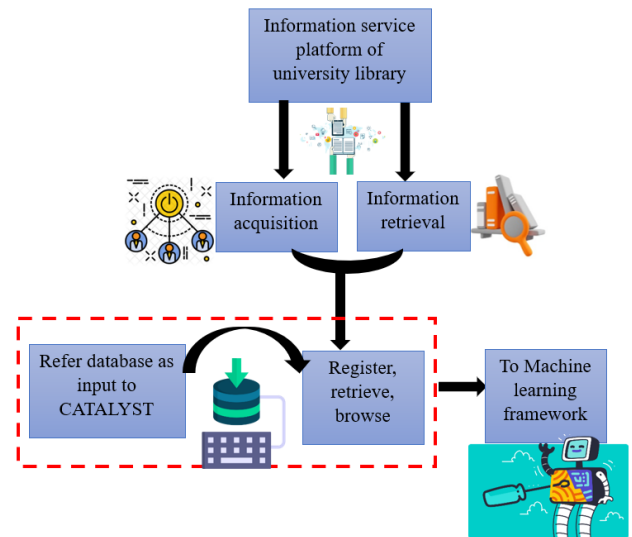 Information service
platform of
university library
Information
acquisition
Information
retrieval
Refer database as
input to
CATALYST
Register,
retrieve,
browse
To Machine
learning
framework